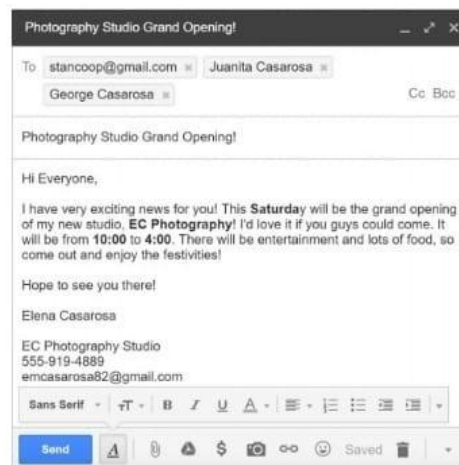 Photography Studio Grand Opening!
To stancoop@gmail.com Juanita Casarosa
George Casarosa Cc Bcc
Photography Studio Grand Opening!
Hi Everyone,
I have very exciting news for you! This Saturday will be the grand opening
of my new studio, EC Photography! I'd love it if you guys could come. It
will be from 10:00 to 4:00. There will be entertainment and lots of food, so
come out and enjoy the festivities!
Hope to see you there!
Elena Casarosa
EC Photography Studio
555-919-4889
emcasarosa82@gmail.com
Sans Serif тT B I U A
Send A $ Saved